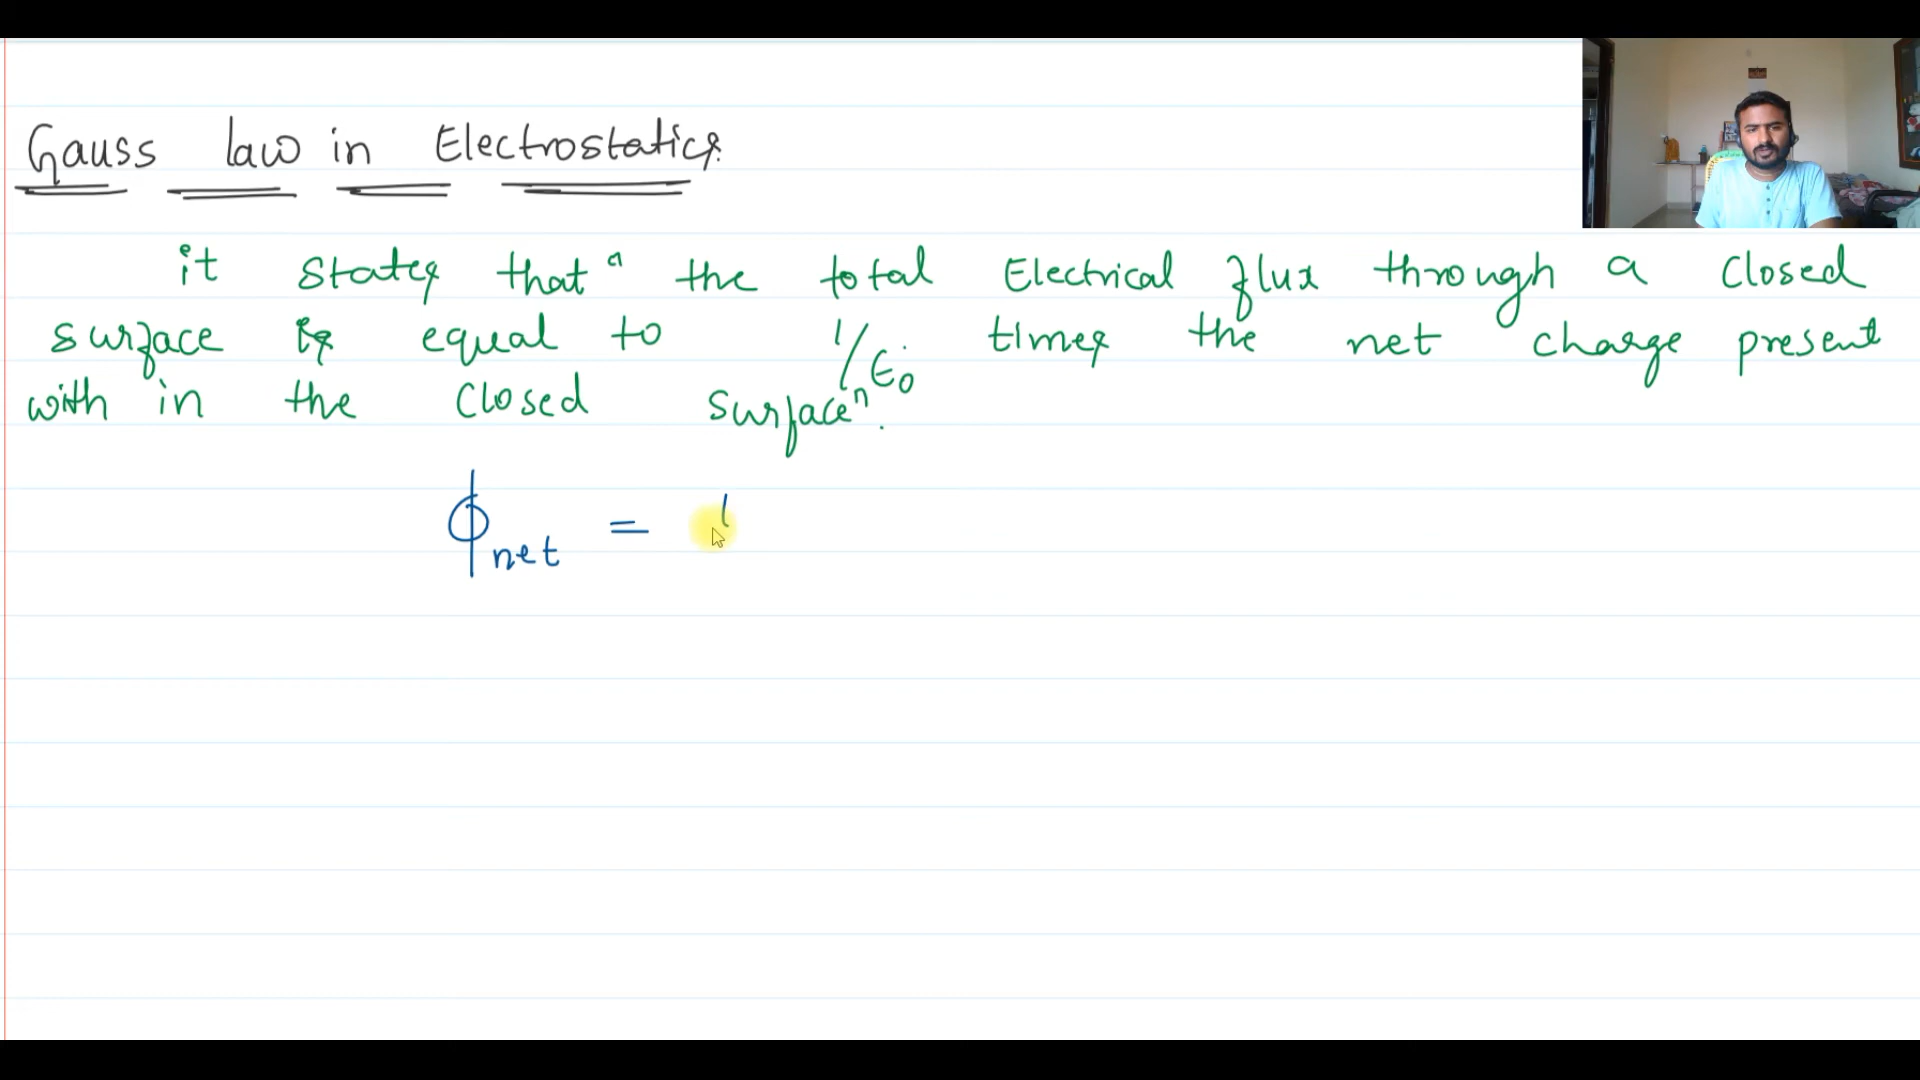 Gauss law in Electrostatics.
it states that " the total Electrical flux through a closed
surface is equal to 1/ϵ₀ times the net charge present
with in the closed surface".
ϕnet = 1